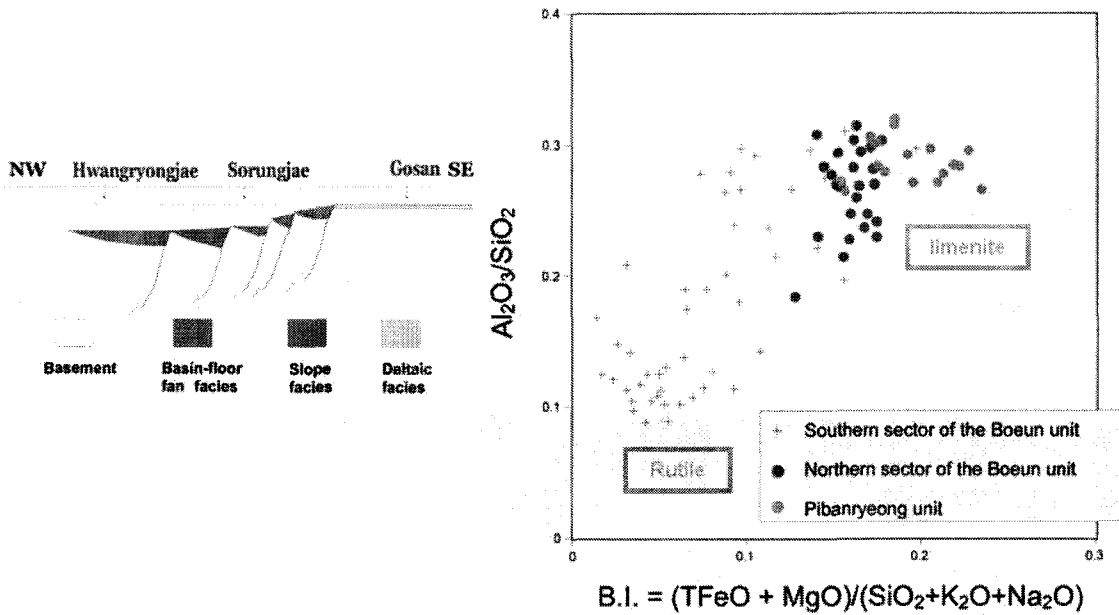 NW Hwangryongjae Sorungjae Gosan SE
Basement
Basin-floor
fan facies
Slope
facies
Deltaic
facies
0.4
0.3
0.2
0.1
0
Al₂O₃/SiO₂
Ilmenite
Rutile
+ Southern sector of the Boeun unit
● Northern sector of the Boeun unit
● Pibanryeong unit
0 0.1 0.2 0.3
B.I. = (TFeO + MgO)/(SiO₂+K₂O+Na₂O)